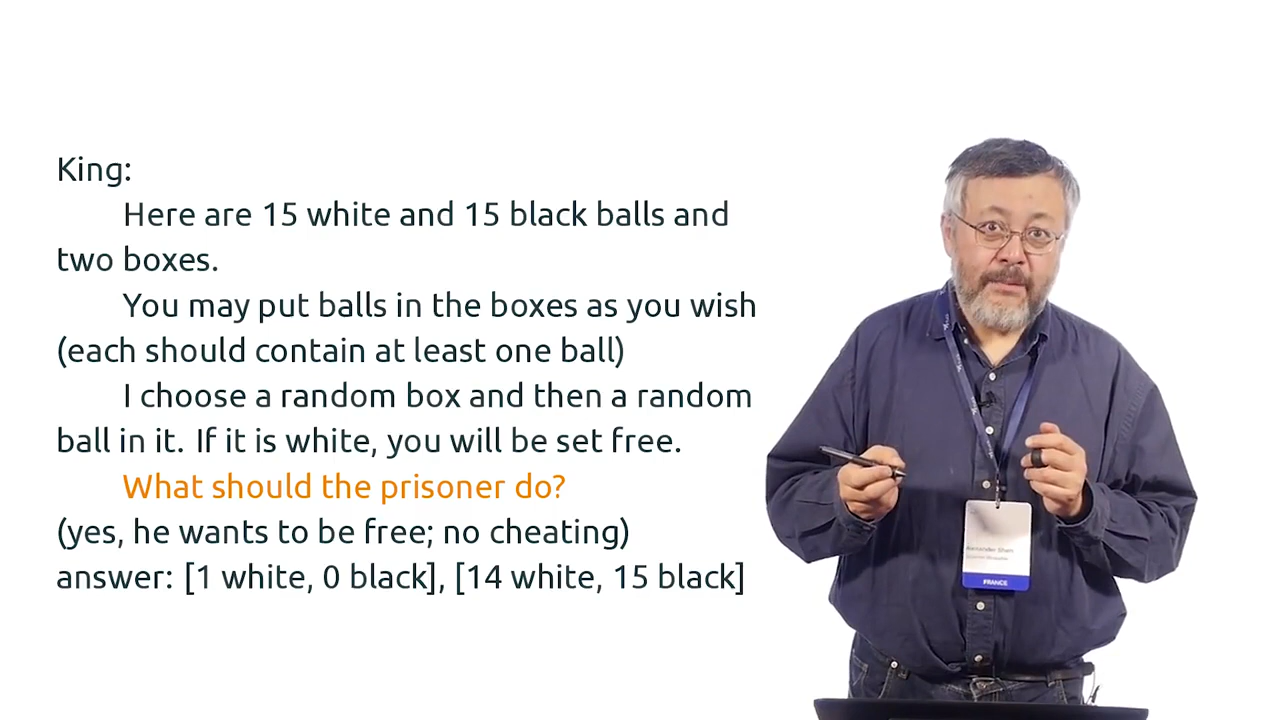 King:
Here are 15 white and 15 black balls and
two boxes.
You may put balls in the boxes as you wish
(each should contain at least one ball)
I choose a random box and then a random
ball in it. If it is white, you will be set free.
What should the prisoner do?
(yes, he wants to be free; no cheating)
answer: [1 white, 0 black], [14 white, 15 black]
Alexander Shen
FRANCE